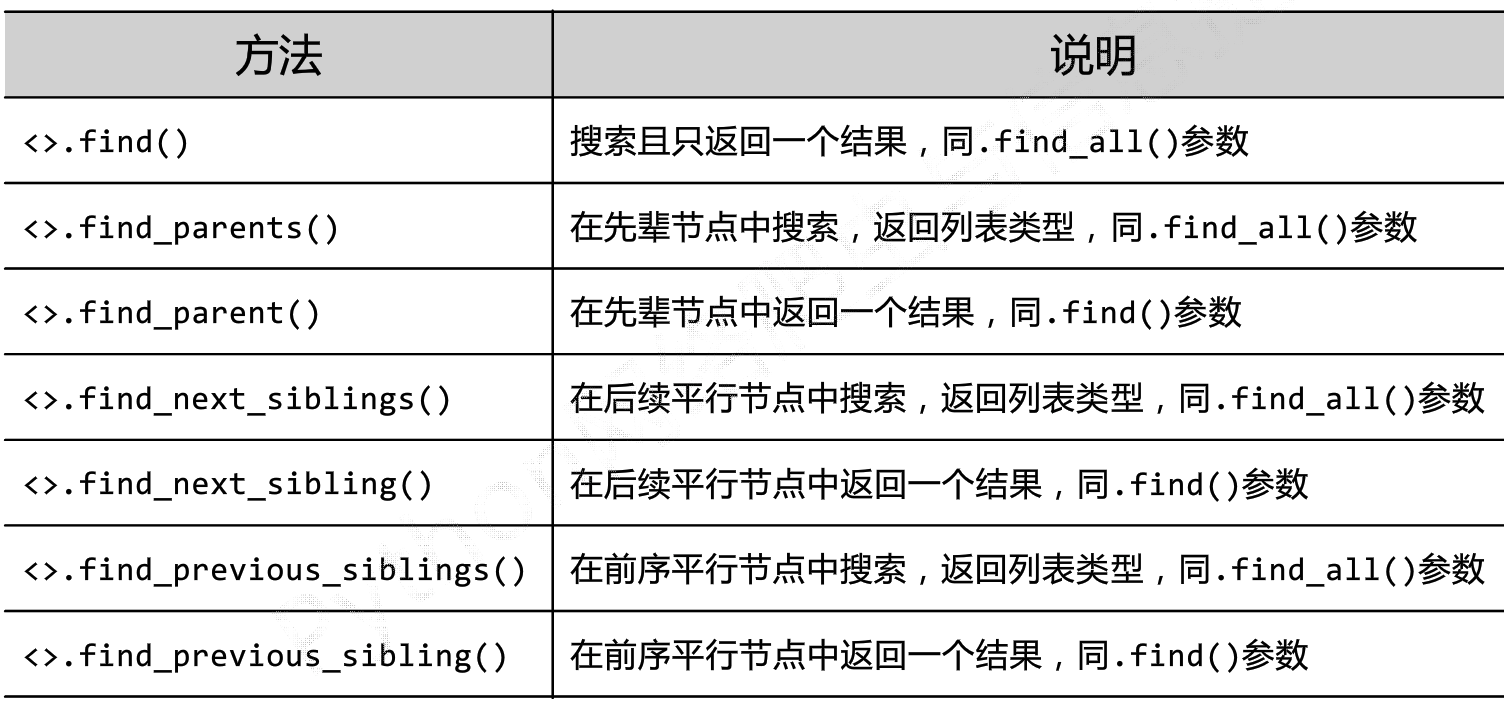 方法 说明
<>.find() 搜索且只返回一个结果，同.find_all()参数
<>.find_parents() 在先辈节点中搜索，返回列表类型，同.find_all()参数
<>.find_parent() 在先辈节点中返回一个结果，同.find()参数
<>.find_next_siblings() 在后续平行节点中搜索，返回列表类型，同.find_all()参数
<>.find_next_sibling() 在后续平行节点中返回一个结果，同.find()参数
<>.find_previous_siblings() 在前序平行节点中搜索，返回列表类型，同.find_all()参数
<>.find_previous_sibling() 在前序平行节点中返回一个结果，同.find()参数